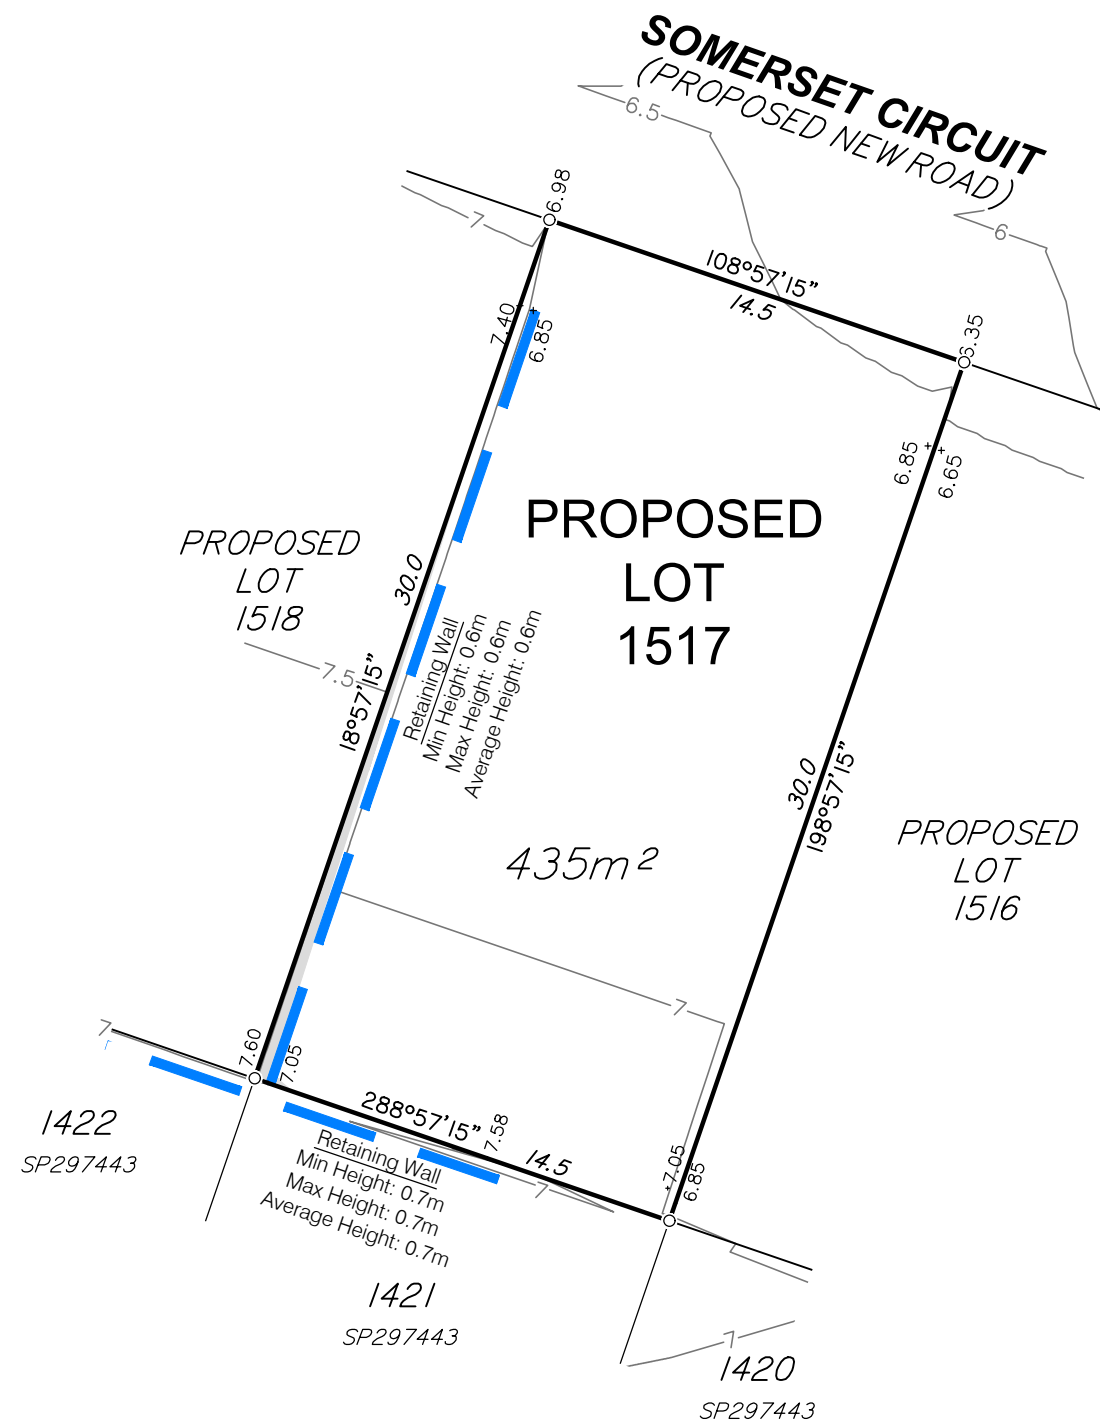 SOMERSET CIRCUIT
(PROPOSED NEW ROAD)
6.5
6
7
6.98
108°57'15"
14.5
6.35
7.40
6.85
6.85
6.65
PROPOSED
LOT
1517
PROPOSED
LOT
1518
7.5
30.0
18°57'15"
Retaining Wall
Min Height: 0.6m
Max Height: 0.6m
Average Height: 0.6m
30.0
198°57'15"
435m²
PROPOSED
LOT
1516
7
7
7.60
7.05
288°57'15"
7.58
14.5
7.05
6.85
7
1422
SP297443
Retaining Wall
Min Height: 0.7m
Max Height: 0.7m
Average Height: 0.7m
1421
SP297443
7
1420
SP297443